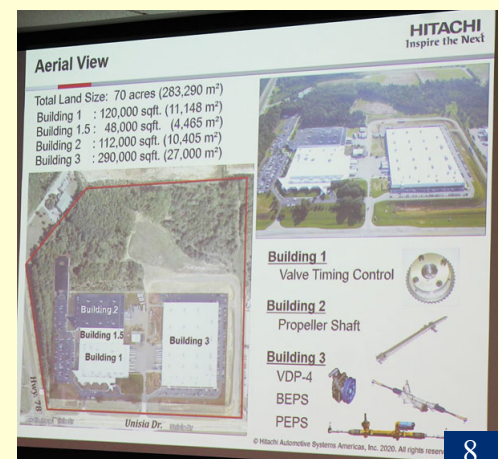 HITACHI
Inspire the Next
Aerial View
Total Land Size: 70 acres (283,290 m²)
Building 1 : 120,000 sqft. (11,148 m²)
Building 1.5 : 48,000 sqft. (4,465 m²)
Building 2 : 112,000 sqft. (10,405 m²)
Building 3 : 290,000 sqft. (27,000 m²)
Building 2
Building 1.5
Building 1
Building 3
Hwy. 78
Unisia Dr.
Building 1
Valve Timing Control
Building 2
Propeller Shaft
Building 3
VDP-4
BEPS
PEPS
© Hitachi Automotive Systems Americas, Inc. 2020. All rights
8